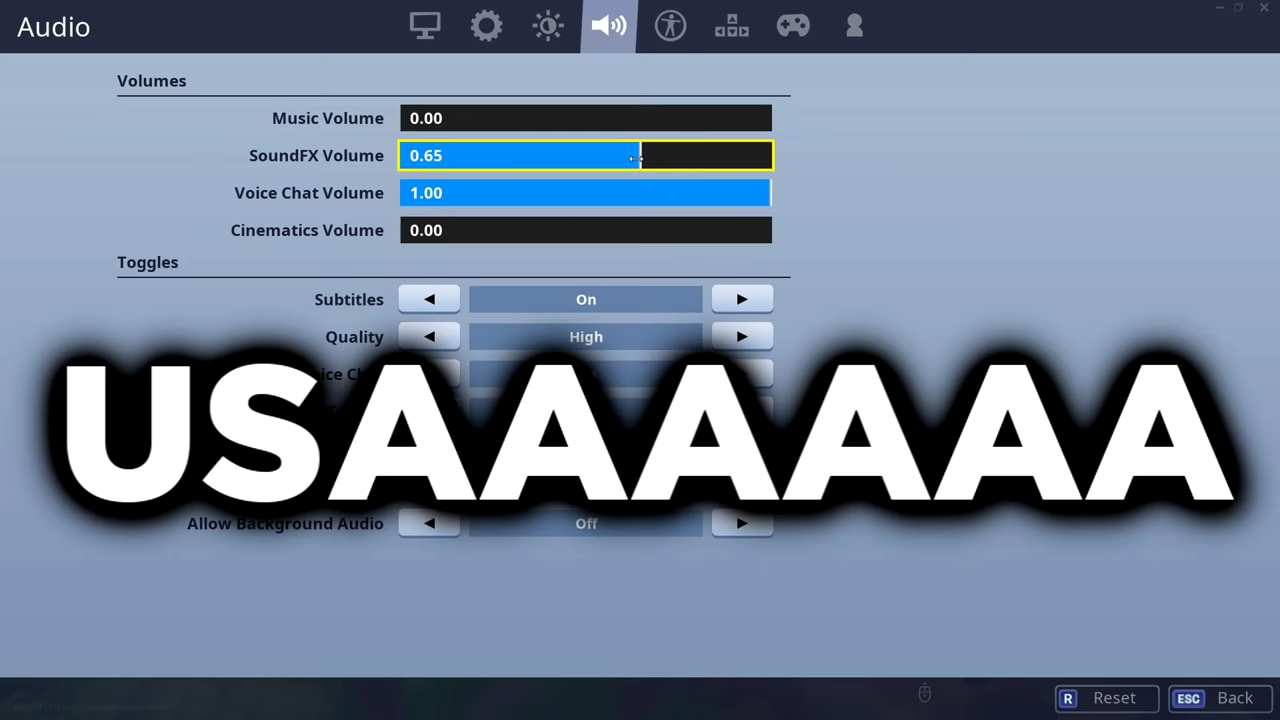 Audio
Volumes
Music Volume 0.00
SoundFX Volume 0.65
Voice Chat Volume 1.00
Cinematics Volume 0.00
Toggles
Subtitles On
Quality High
USAAAAAA
Allow Background Audio Off
R Reset ESC Back